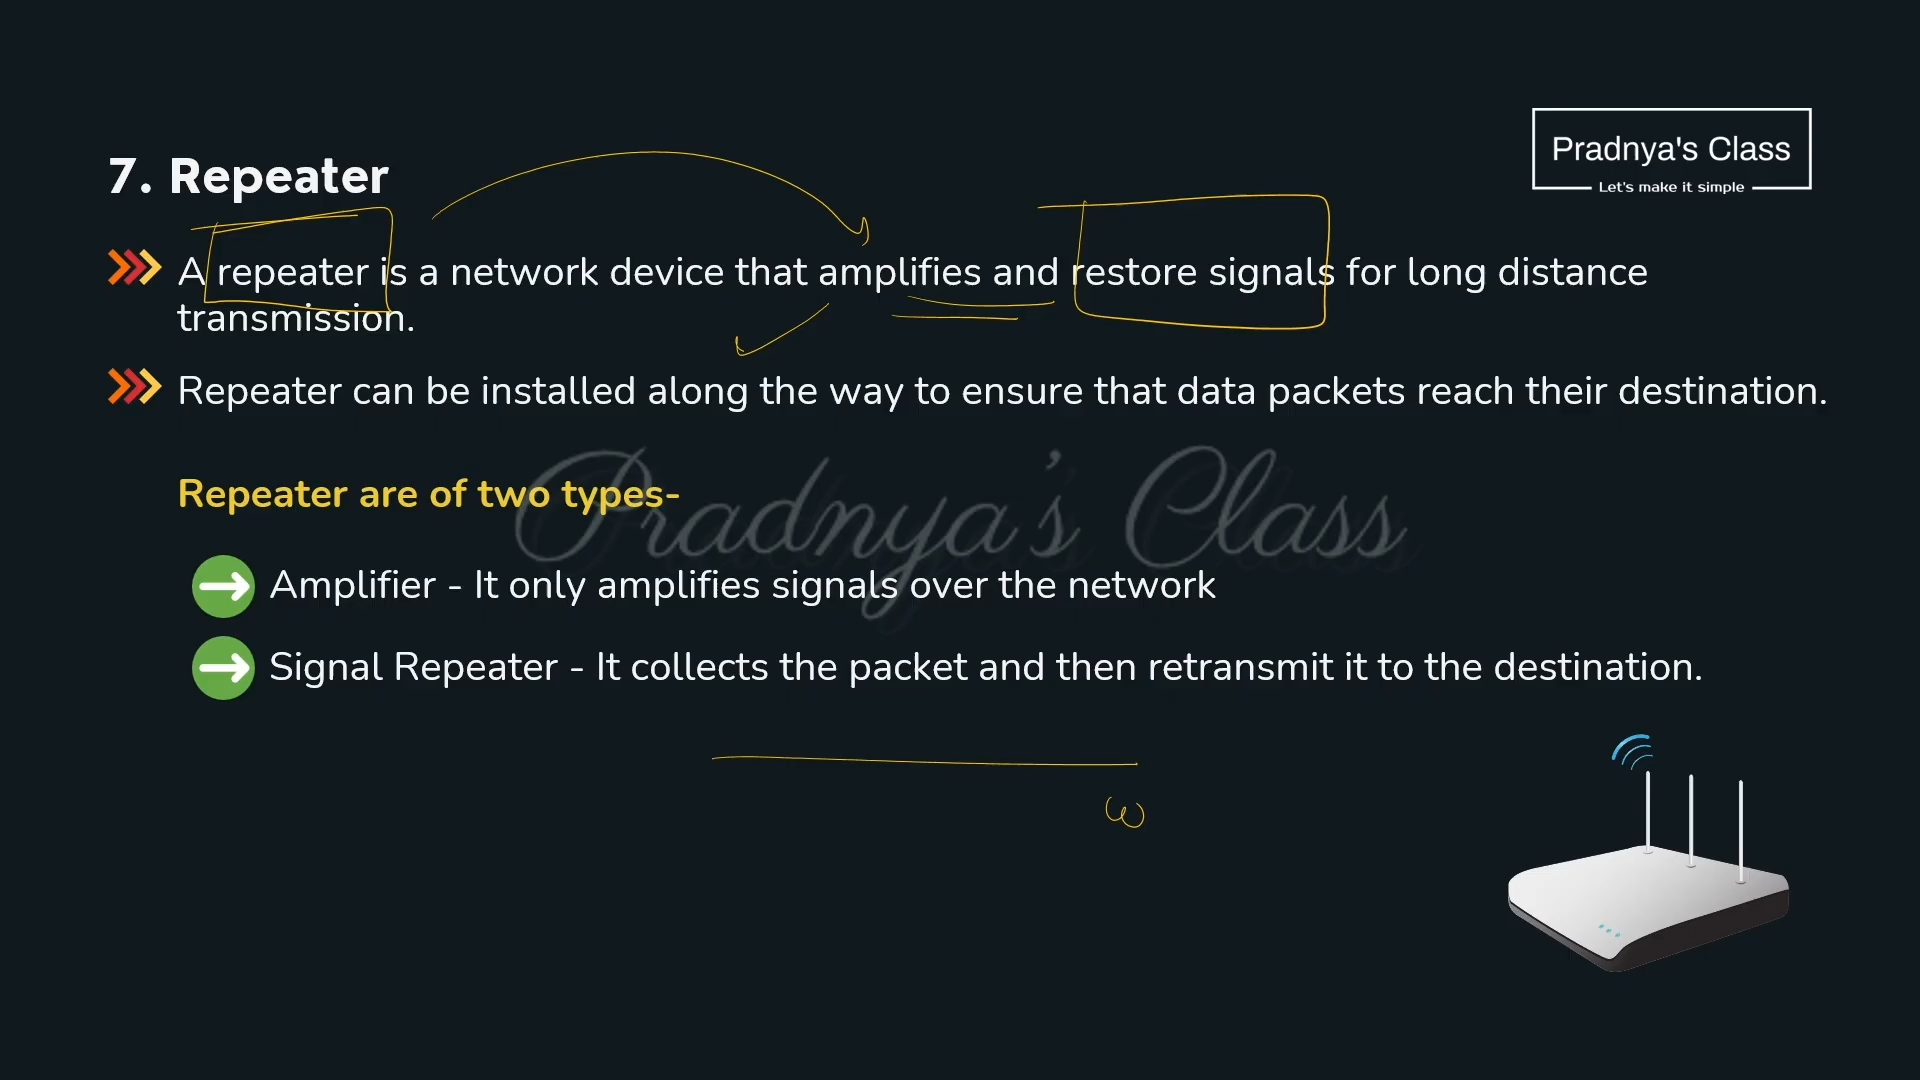 Pradnya's Class
Let's make it simple
7. Repeater
A repeater is a network device that amplifies and restore signals for long distance
transmission.
Repeater can be installed along the way to ensure that data packets reach their destination.
Pradnya's Class
Repeater are of two types-
Amplifier - It only amplifies signals over the network
Signal Repeater - It collects the packet and then retransmit it to the destination.